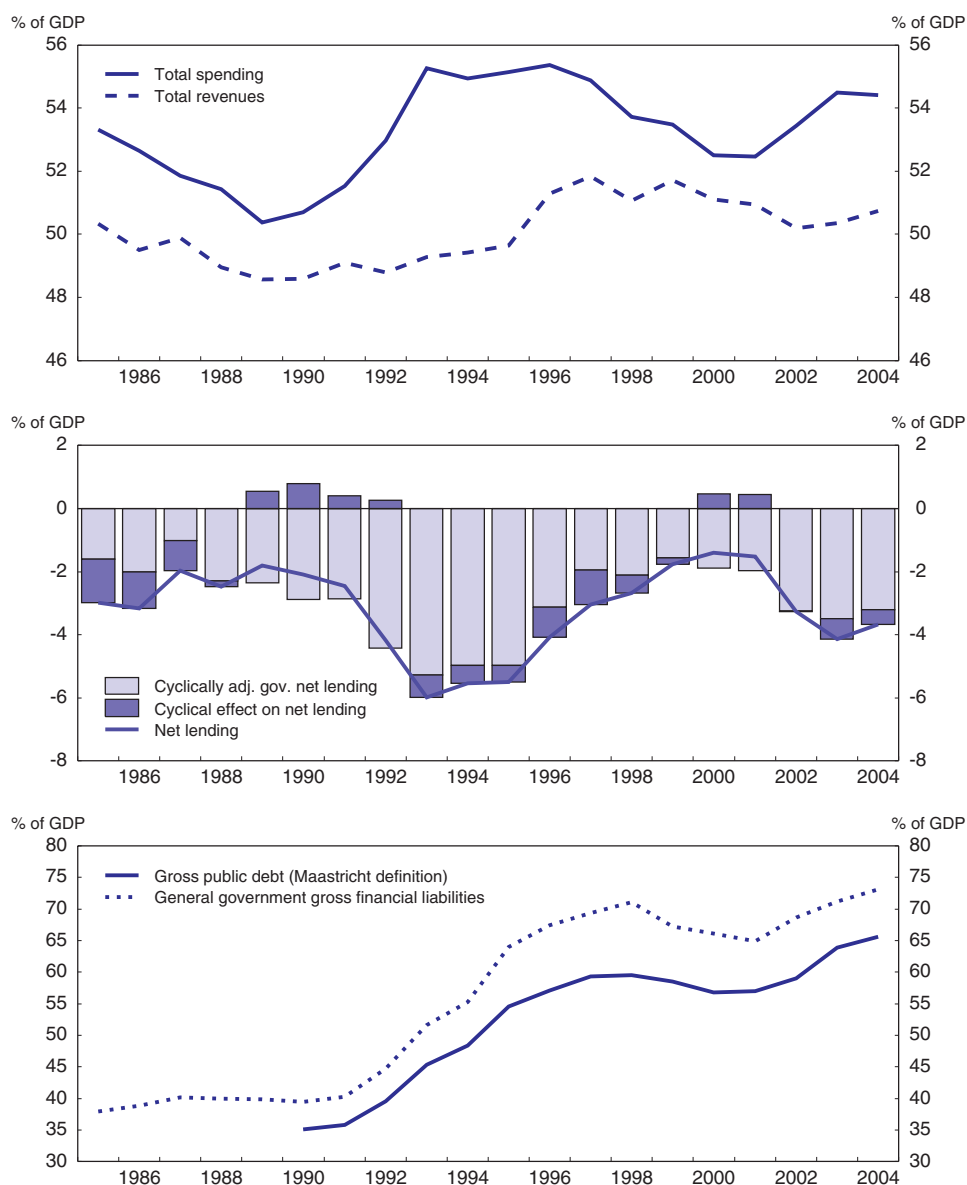 % of GDP % of GDP
56 56
Total spending
Total revenues
54 54
52 52
50 50
48 48
46 46
1986 1988 1990 1992 1994 1996 1998 2000 2002 2004
% of GDP % of GDP
2 2
0 0
-2 -2
-4 -4
Cyclically adj. gov. net lending
-6 Cyclical effect on net lending -6
Net lending
-8 -8
1986 1988 1990 1992 1994 1996 1998 2000 2002 2004
% of GDP % of GDP
80 80
Gross public debt (Maastricht definition)
75 75
General government gross financial liabilities
70 70
65 65
60 60
55 55
50 50
45 45
40 40
35 35
30 30
1986 1988 1990 1992 1994 1996 1998 2000 2002 2004